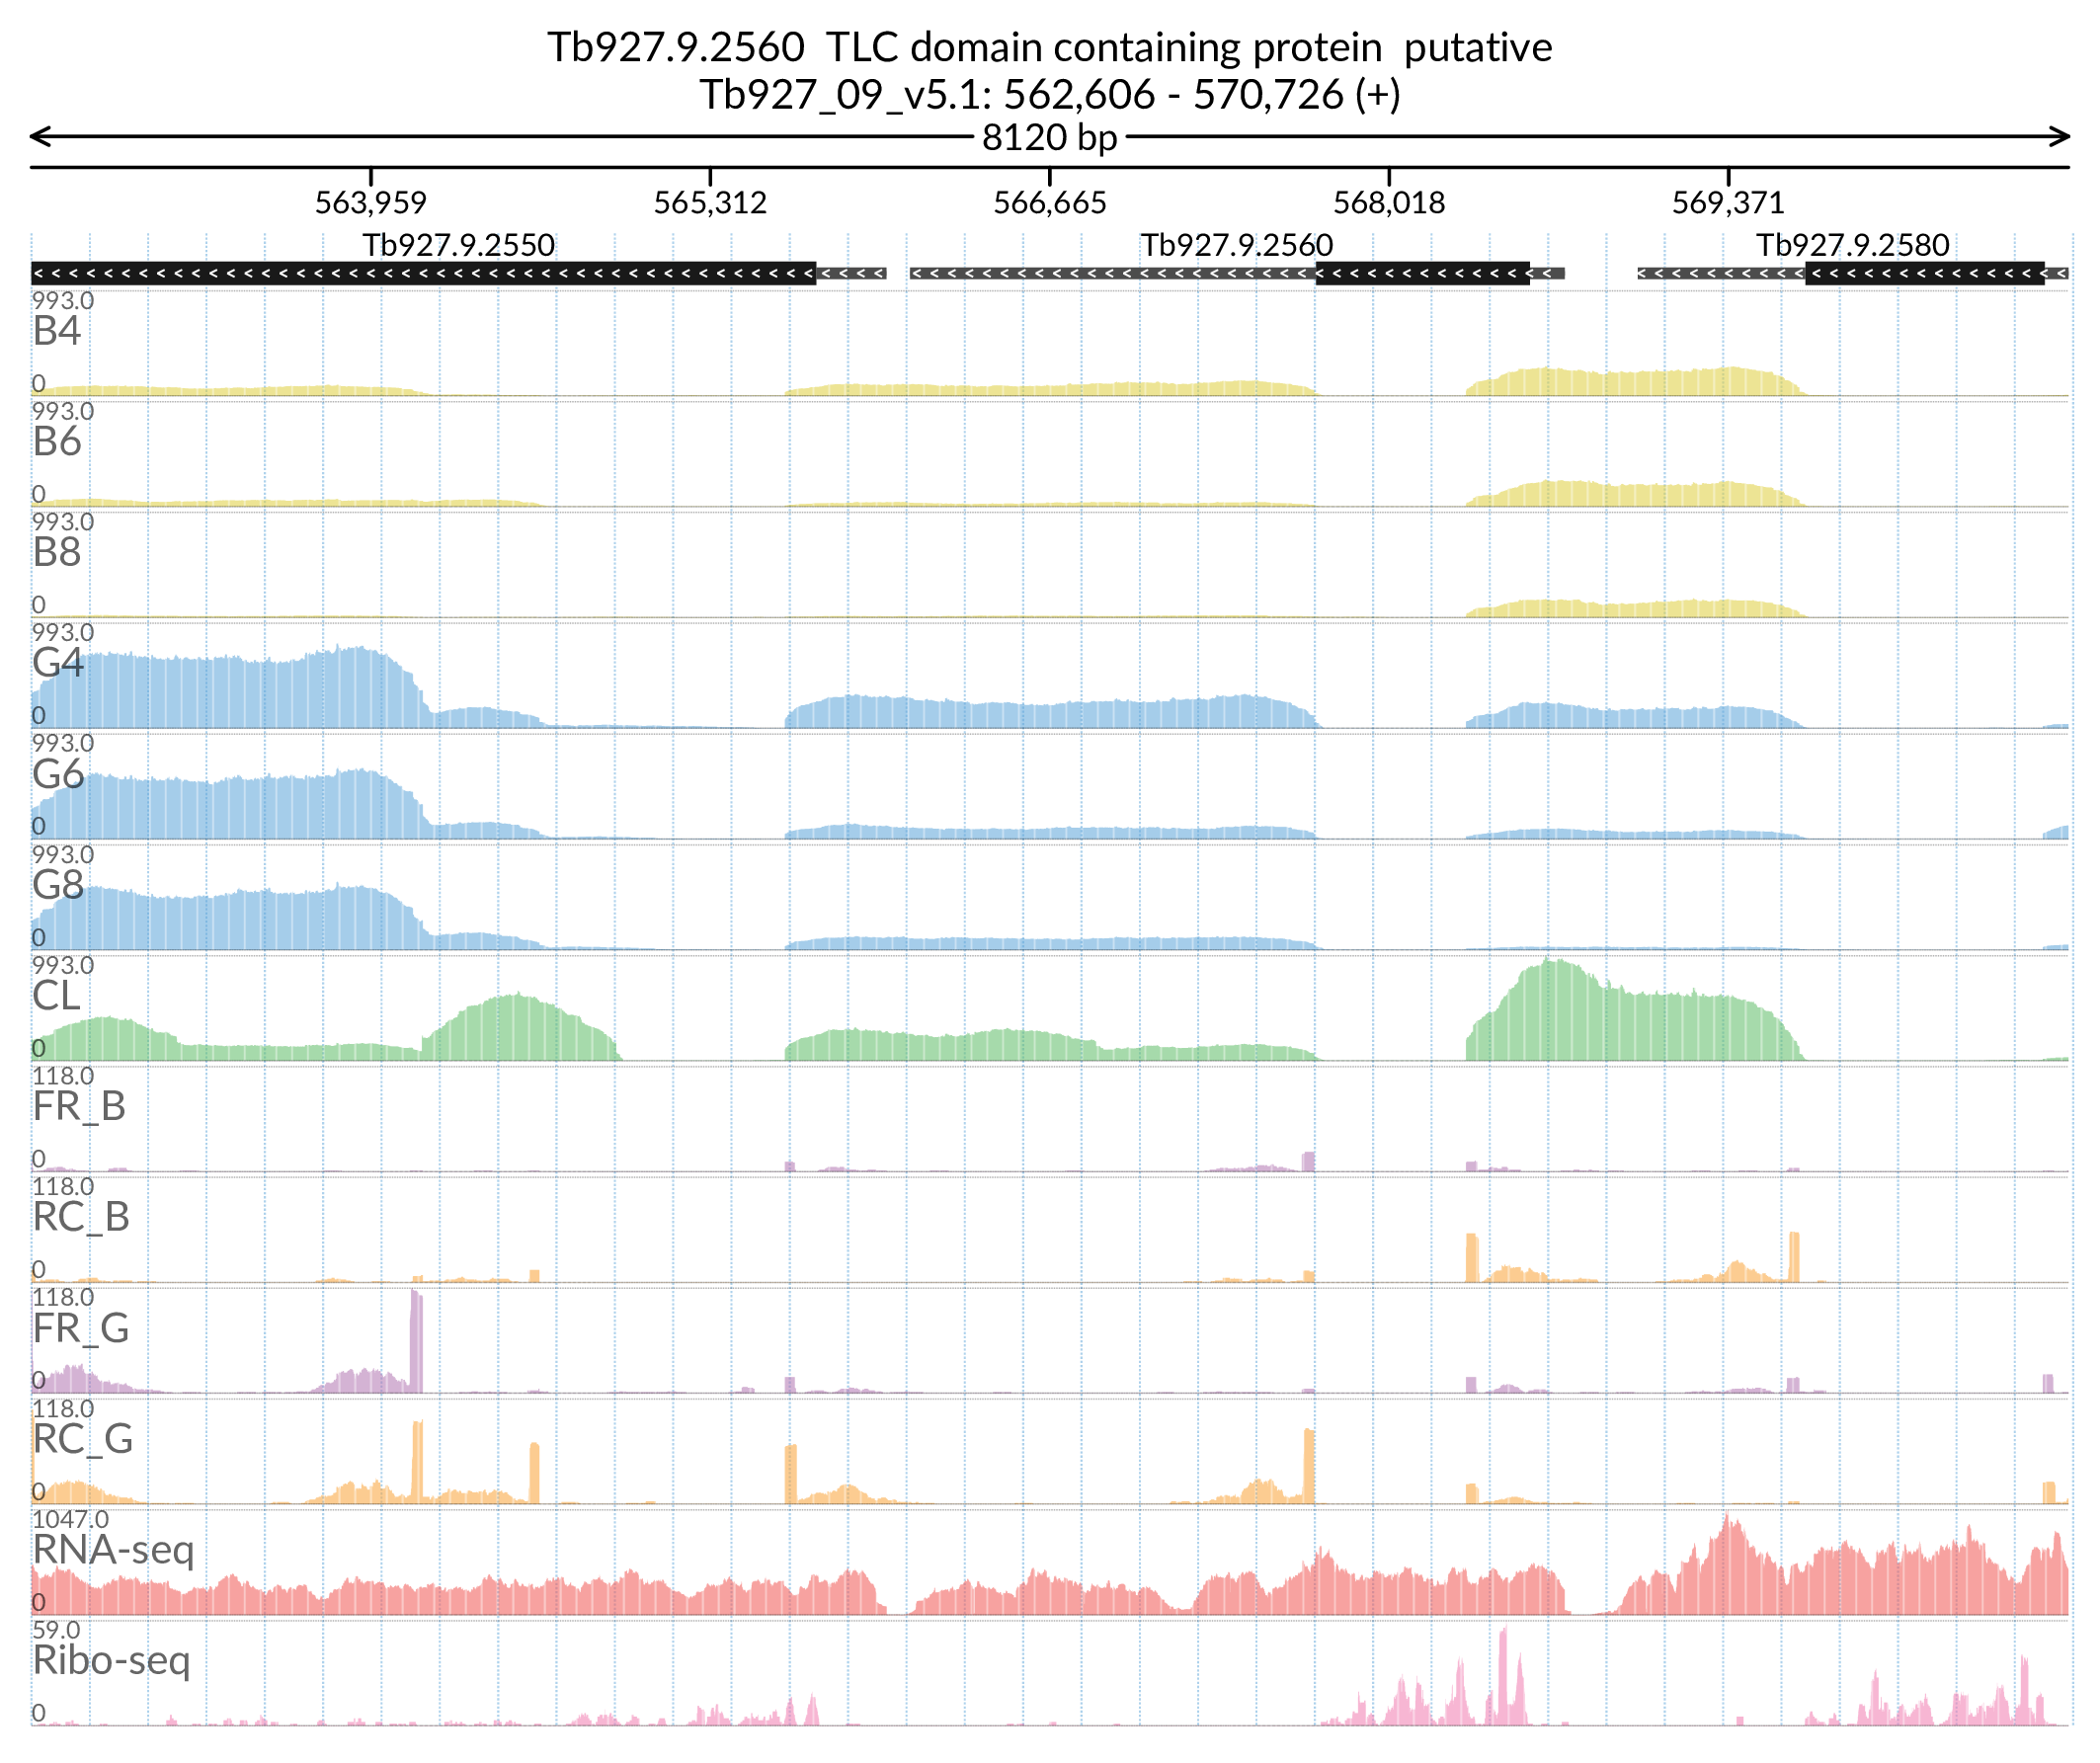 Tb927.9.2560  TLC domain containing protein  putative
Tb927_09_v5.1: 562,606 - 570,726 (+)
8120 bp
563,959 565,312 566,665 568,018 569,371
Tb927.9.2550 Tb927.9.2560 Tb927.9.2580
993.0
B4
0
993.0
B6
0
993.0
B8
0
993.0
G4
0
993.0
G6
0
993.0
G8
0
993.0
CL
0
118.0
FR_B
0
118.0
RC_B
0
118.0
FR_G
0
118.0
RC_G
0
1047.0
RNA-seq
0
59.0
Ribo-seq
0